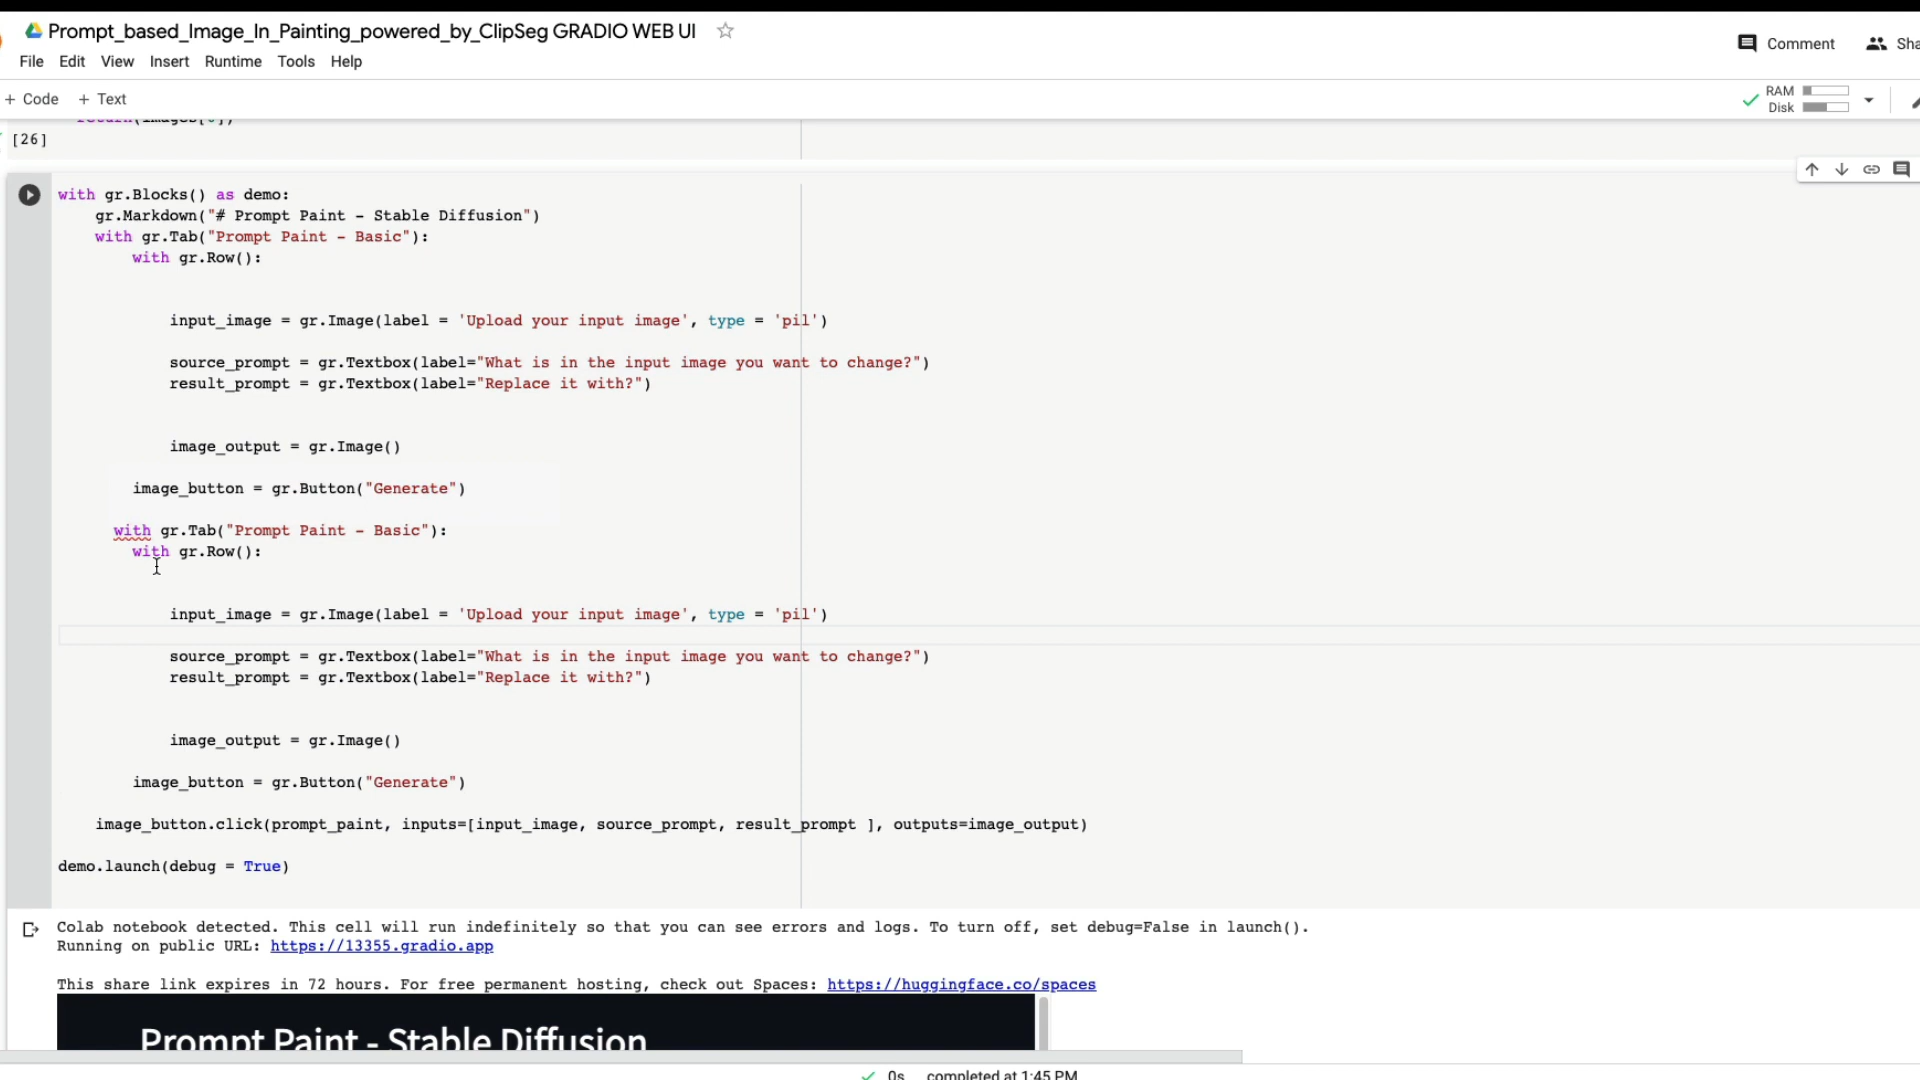 Prompt_based_Image_In_Painting_powered_by_ClipSeg GRADIO WEB UI
Comment
File Edit View Insert Runtime Tools Help
+ Code + Text
RAM
Disk
return(images[0])
[26]
with gr.Blocks() as demo:
gr.Markdown("# Prompt Paint - Stable Diffusion")
with gr.Tab("Prompt Paint - Basic"):
with gr.Row():
input_image = gr.Image(label = 'Upload your input image', type = 'pil')
source_prompt = gr.Textbox(label="What is in the input image you want to change?")
result_prompt = gr.Textbox(label="Replace it with?")
image_output = gr.Image()
image_button = gr.Button("Generate")
with gr.Tab("Prompt Paint - Basic"):
with gr.Row():
input_image = gr.Image(label = 'Upload your input image', type = 'pil')
source_prompt = gr.Textbox(label="What is in the input image you want to change?")
result_prompt = gr.Textbox(label="Replace it with?")
image_output = gr.Image()
image_button = gr.Button("Generate")
image_button.click(prompt_paint, inputs=[input_image, source_prompt, result_prompt ], outputs=image_output)
demo.launch(debug = True)
Colab notebook detected. This cell will run indefinitely so that you can see errors and logs. To turn off, set debug=False in launch().
Running on public URL: https://13355.gradio.app
This share link expires in 72 hours. For free permanent hosting, check out Spaces: https://huggingface.co/spaces
Prompt Paint - Stable Diffusion
0s completed at 1:45 PM